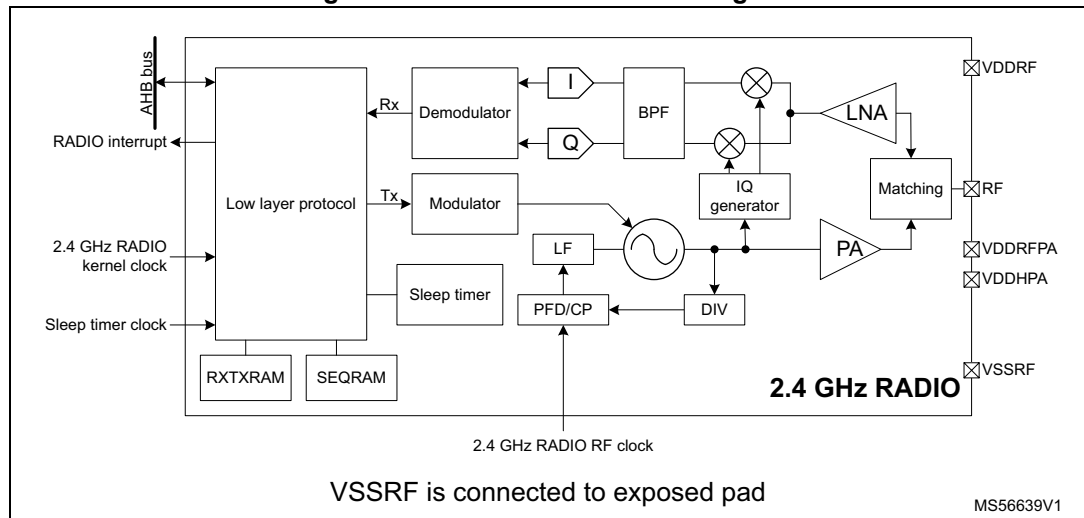 AHB bus
RADIO interrupt
2.4 GHz RADIO
kernel clock
Sleep timer clock
Low layer protocol
RXTXRAM
SEQRAM
Rx
Tx
Demodulator
Modulator
Sleep timer
I
Q
BPF
LNA
IQ
generator
Matching
LF
PFD/CP
DIV
PA
VDDRF
RF
VDDRFPA
VDDHPA
VSSRF
2.4 GHz RADIO
2.4 GHz RADIO RF clock
VSSRF is connected to exposed pad
MS56639V1